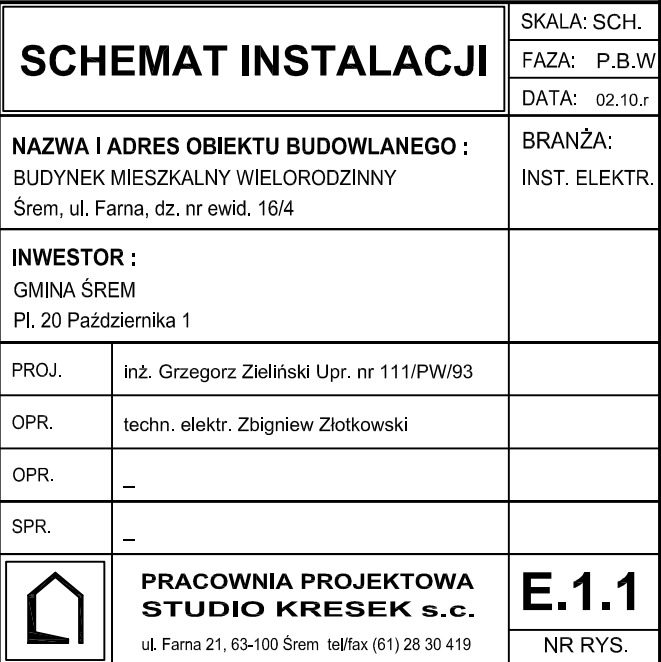 SCHEMAT INSTALACJI
SKALA: SCH.
FAZA: P.B.W
DATA: 02.10.r
NAZWA I ADRES OBIEKTU BUDOWLANEGO :
BUDYNEK MIESZKALNY WIELORODZINNY
Śrem, ul. Farna, dz. nr ewid. 16/4
BRANŻA:
INST. ELEKTR.
INWESTOR :
GMINA ŚREM
Pl. 20 Października 1
PROJ. inż. Grzegorz Zieliński Upr. nr 111/PW/93
OPR. techn. elektr. Zbigniew Złotkowski
OPR. _
SPR. _
PRACOWNIA PROJEKTOWA
STUDIO KRESEK s.c.
ul. Farna 21, 63-100 Śrem tel/fax (61) 28 30 419
E.1.1
NR RYS.